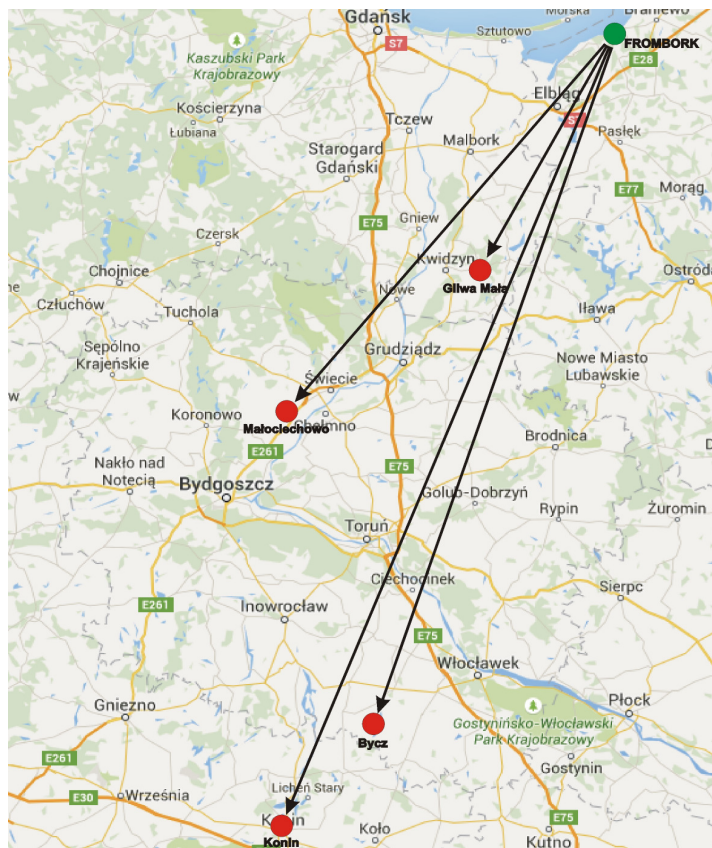 Morska
Braniewo
Gdańsk
Sztutowo
S7
FROMBORK
Kaszubski Park
Krajobrazowy
E28
Elbląg
Kościerzyna
Łubiana
Tczew
S7
Malbork
Pasłęk
Starogard
Gdański
E77
Morąg
E75
Gniew
Czersk
Kwidzyn
Chojnice
Gilwa Mała
Ostróda
Człuchów
Nowe
Tuchola
Iława
Sępolno
Krajeńskie
Grudziądz
Nowe Miasto
Lubawskie
Świecie
Koronowo
Małociechowo
Chełmno
E261
Brodnica
Nakło nad
Notecią
E75
Bydgoszcz
Golub-Dobrzyń
Rypin
Żuromin
Toruń
Ciechocinek
Sierpc
E261
Inowrocław
E75
Włocławek
Gniezno
Płock
Gostynińsko-Włocławski
Park Krajobrazowy
Bycz
E261
Gostynin
Licheń Stary
E30
Września
E75
Konin
Konin
Koło
Kutno